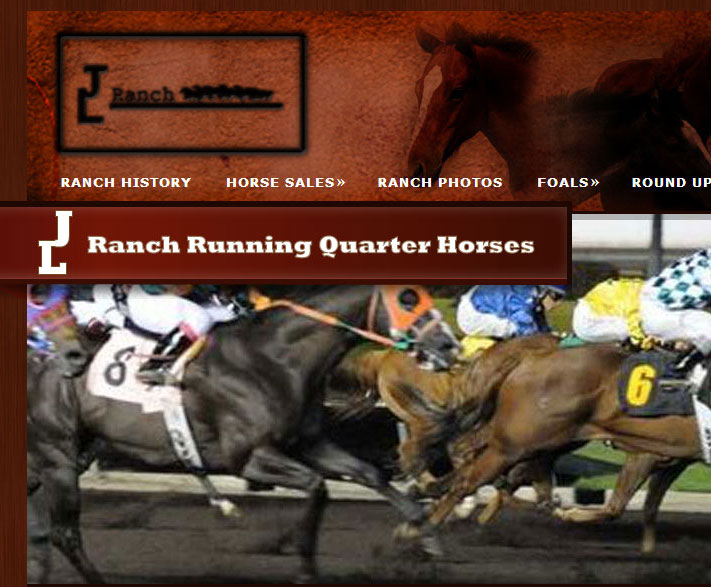 JL Ranch
RANCH HISTORY HORSE SALES» RANCH PHOTOS FOALS» ROUND UP
JL Ranch Running Quarter Horses
8
6